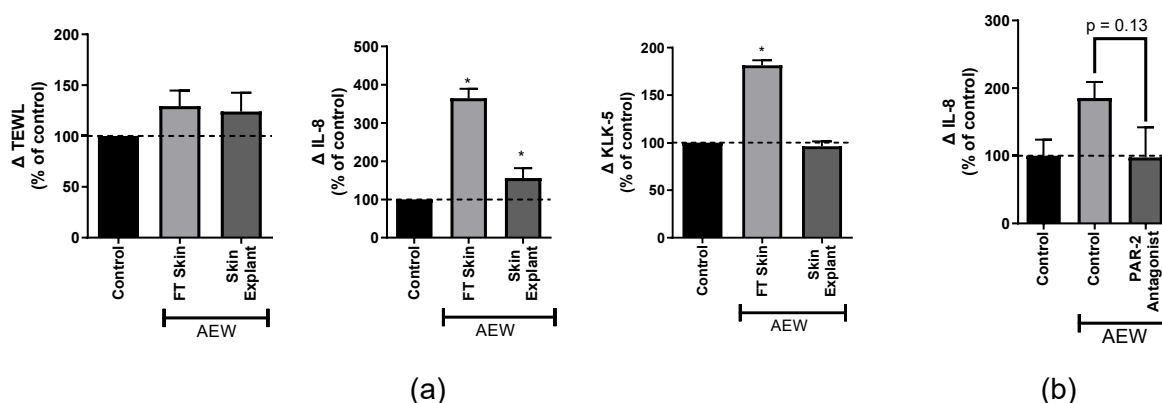 Δ TEWL
(% of control)
150
100
50
0
200
Control
FT Skin
Skin
Explant
AEW
Δ IL-8
(% of control)
500
400
300
200
100
0
*
*
Control
FT Skin
Skin
Explant
AEW
Δ KLK-5
(% of control)
200
150
100
50
0
*
Control
FT Skin
Skin
Explant
AEW
(a)
Δ IL-8
(% of control)
300
200
100
0
p = 0.13
Control
Control
PAR-2
Antagonist
AEW
(b)